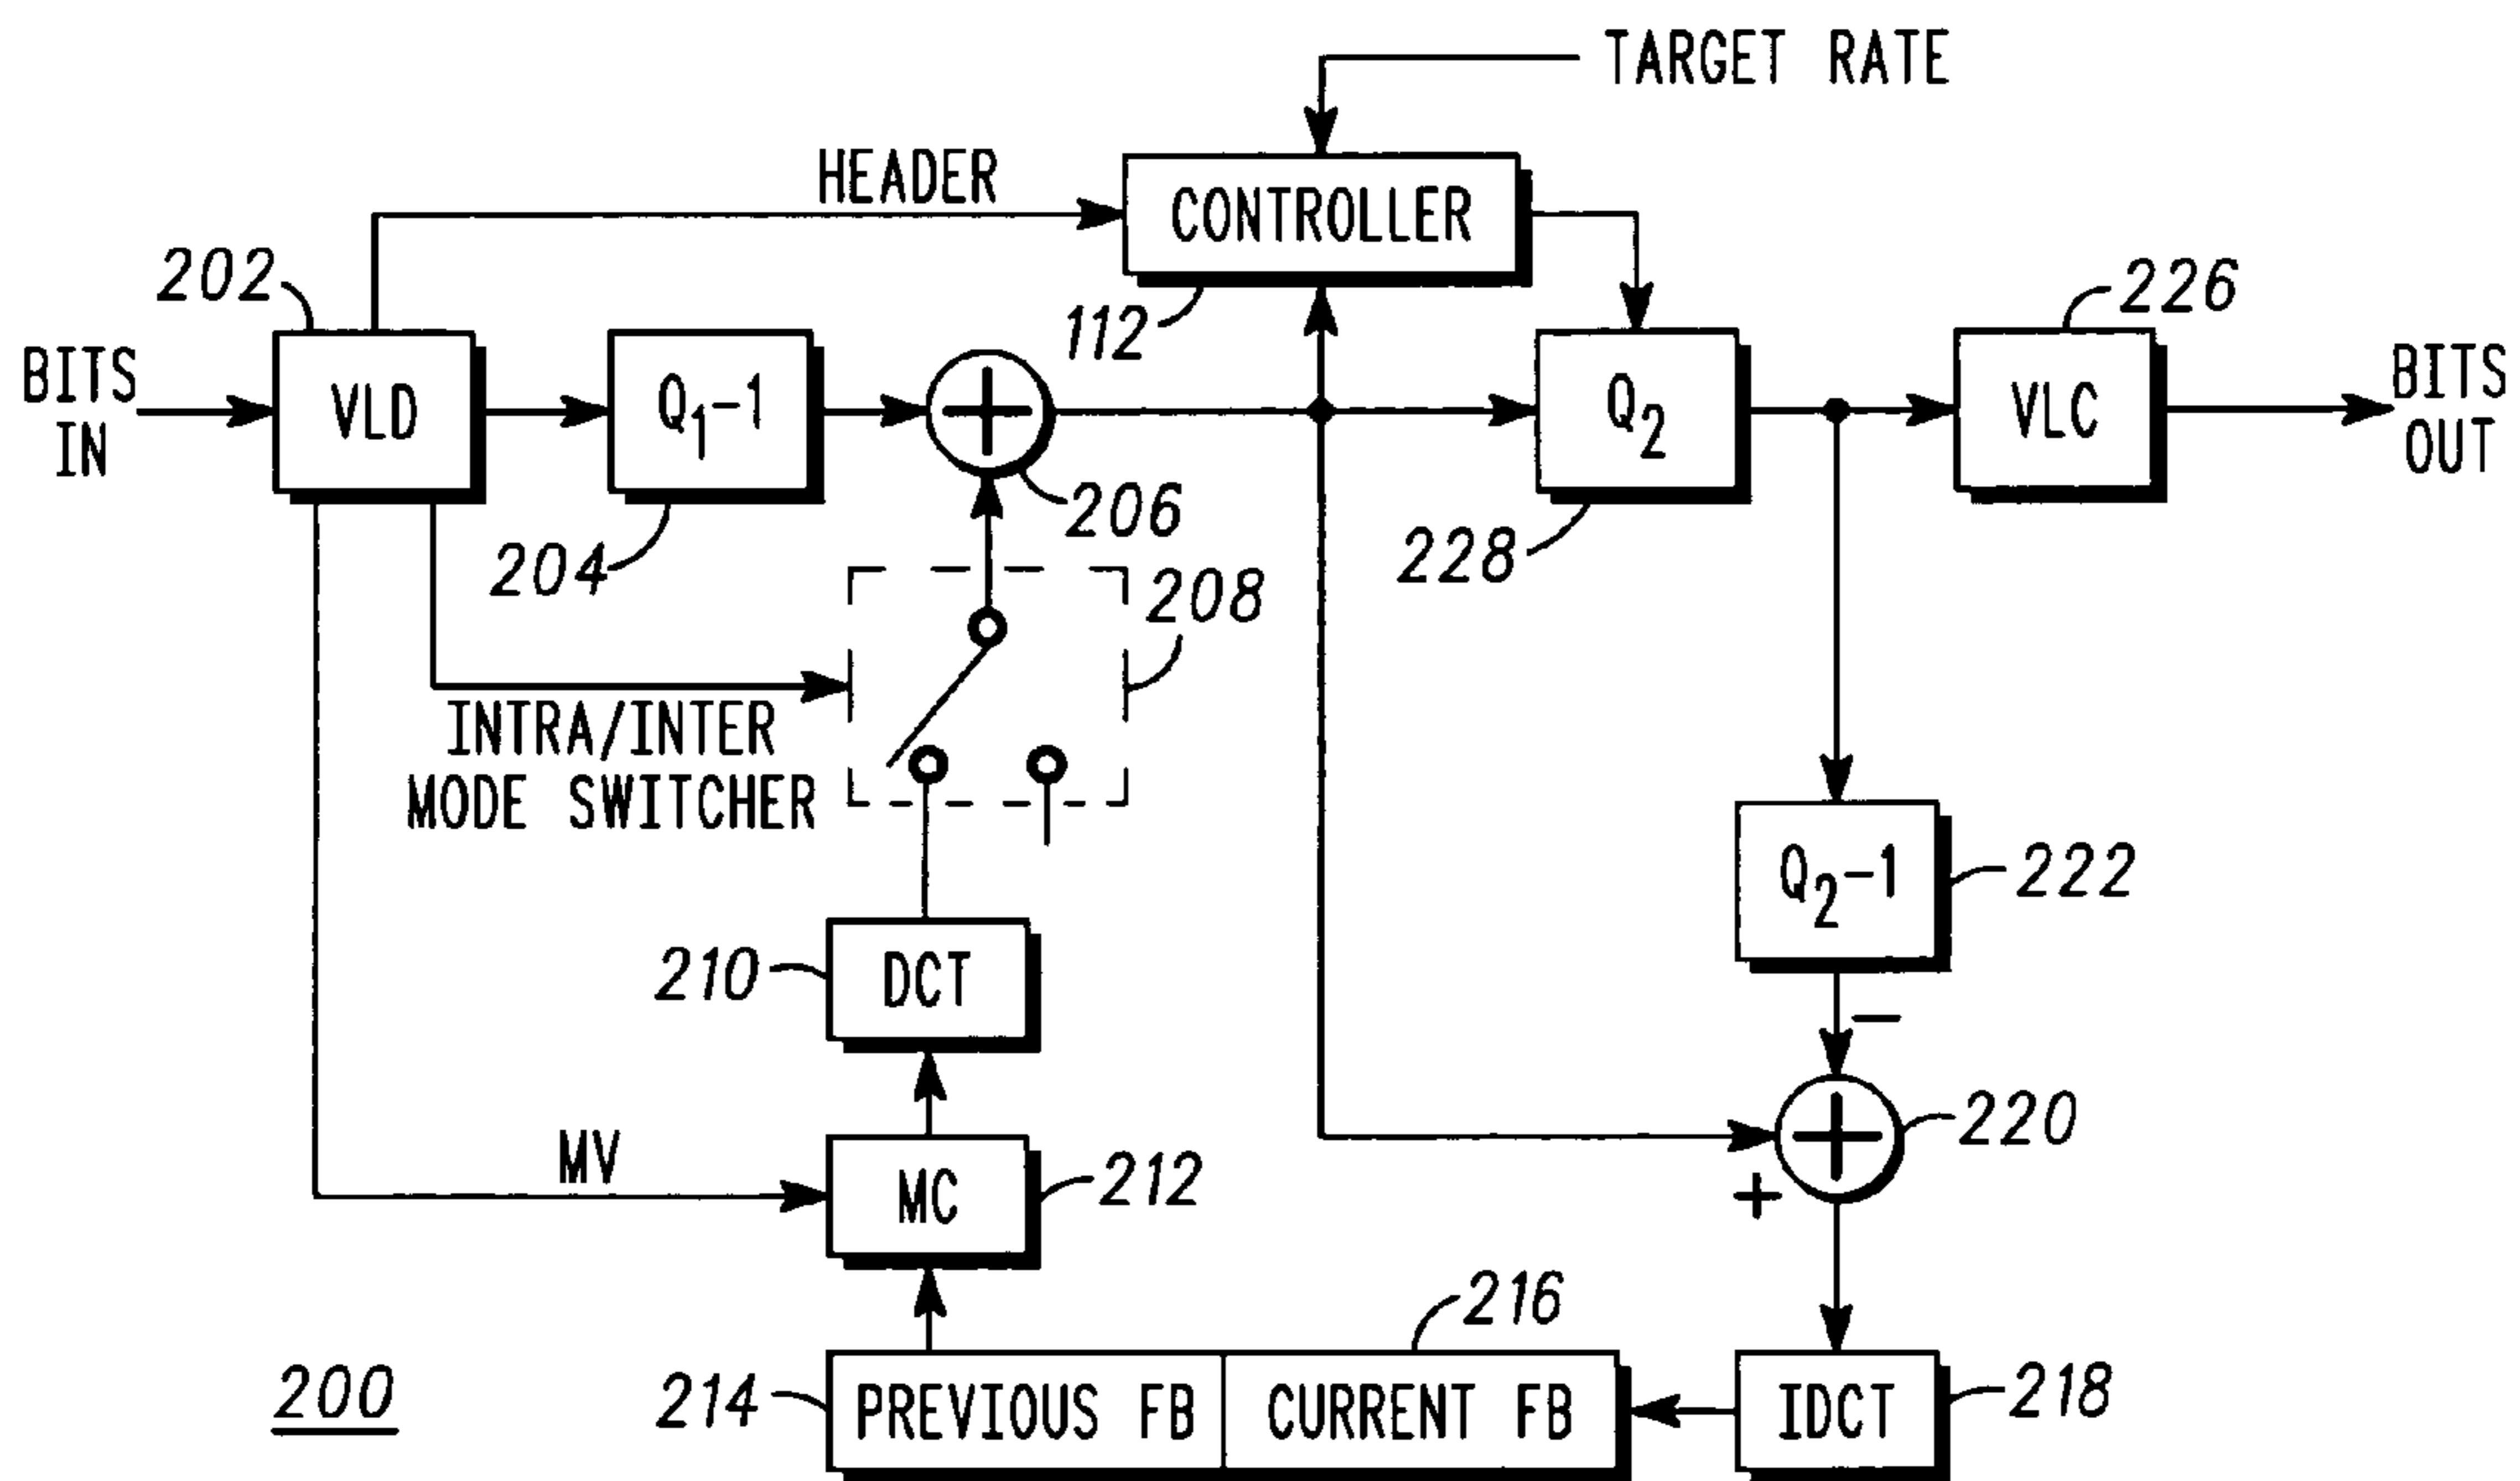 TARGET RATE
HEADER
CONTROLLER
202
112
226
BITS IN
VLD
Q1-1
Q2
VLC
BITS OUT
206
204
228
208
INTRA/INTER
MODE SWITCHER
Q2-1
222
210
DCT
−
220
MV
MC
212
+
216
200
214
PREVIOUS FB
CURRENT FB
IDCT
218